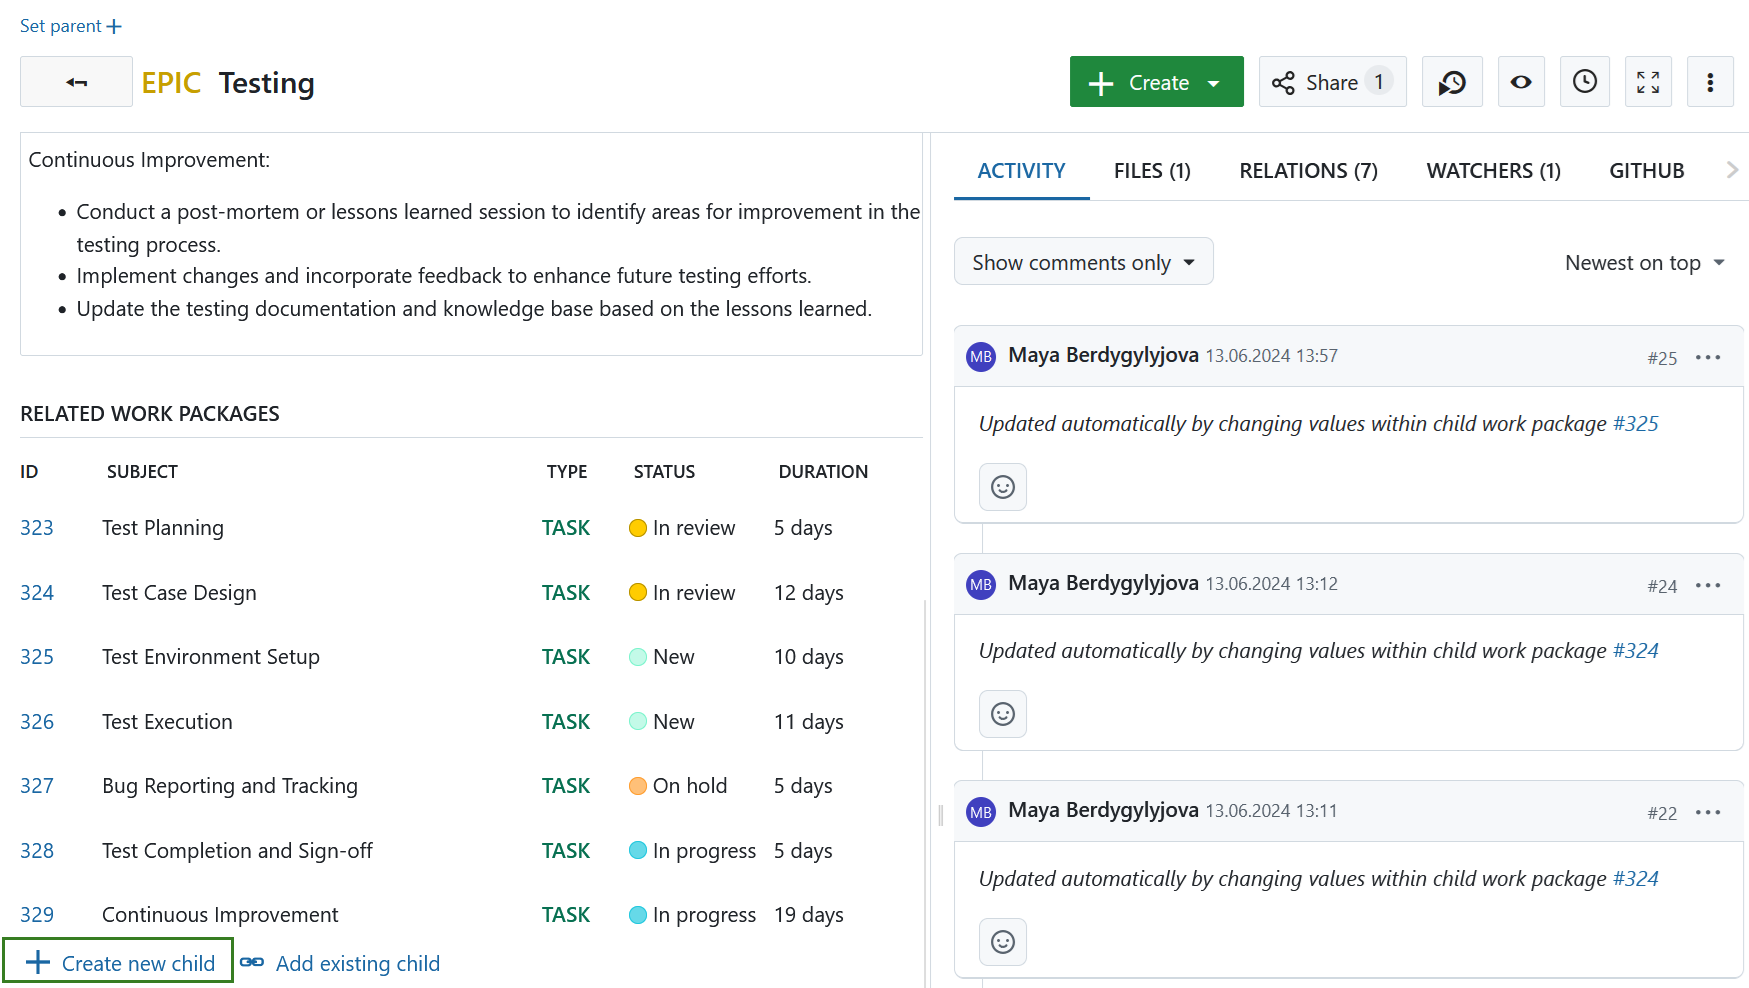 Set parent
EPIC Testing
Create
Share 1
Continuous Improvement:
• Conduct a post-mortem or lessons learned session to identify areas for improvement in the
testing process.
• Implement changes and incorporate feedback to enhance future testing efforts.
• Update the testing documentation and knowledge base based on the lessons learned.
RELATED WORK PACKAGES
ID SUBJECT TYPE STATUS DURATION
323 Test Planning TASK In review 5 days
324 Test Case Design TASK In review 12 days
325 Test Environment Setup TASK New 10 days
326 Test Execution TASK New 11 days
327 Bug Reporting and Tracking TASK On hold 5 days
328 Test Completion and Sign-off TASK In progress 5 days
329 Continuous Improvement TASK In progress 19 days
Create new child Add existing child
ACTIVITY FILES (1) RELATIONS (7) WATCHERS (1) GITHUB
Show comments only Newest on top
MB Maya Berdygylyjova 13.06.2024 13:57 #25
Updated automatically by changing values within child work package #325
MB Maya Berdygylyjova 13.06.2024 13:12 #24
Updated automatically by changing values within child work package #324
MB Maya Berdygylyjova 13.06.2024 13:11 #22
Updated automatically by changing values within child work package #324